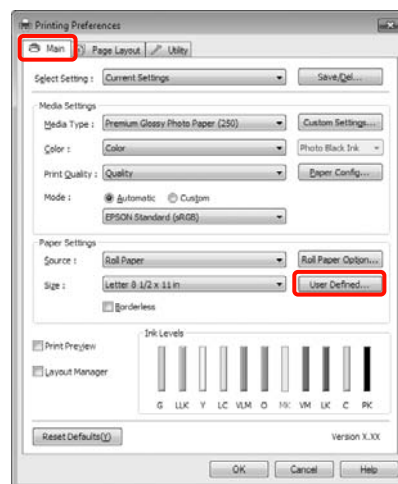 Printing Preferences
Main Page Layout Utility
Select Setting : Current Settings Save/Del...
Media Settings
Media Type : Premium Glossy Photo Paper (250) Custom Settings...
Color : Color Photo Black Ink
Print Quality : Quality Paper Config...
Mode : Automatic Custom
EPSON Standard (sRGB)
Paper Settings
Source : Roll Paper Roll Paper Option...
Size : Letter 8 1/2 x 11 in User Defined...
Borderless
Ink Levels
Print Preview
Layout Manager
G LLK Y LC VLM O MK VM LK C PK
Reset Defaults(Y) Version X.XX
OK Cancel Help